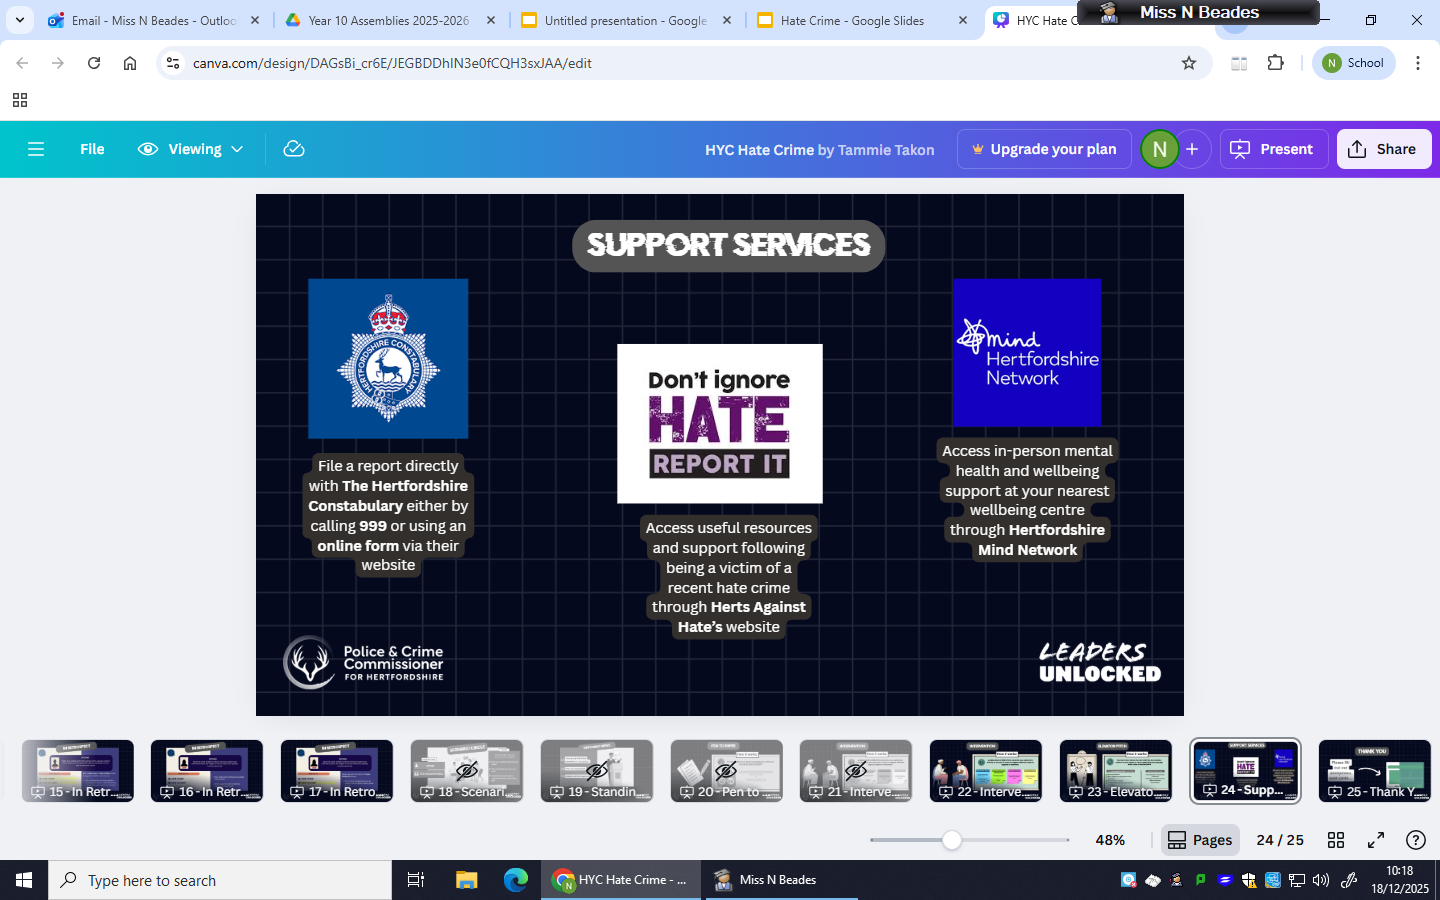 Email - Miss N Beades - Outlo
Year 10 Assemblies 2025-2026
Untitled presentation - Google
Hate Crime - Google Slides
HYC Hate C
Miss N Beades
canva.com/design/DAGsBi_cr6E/JEGBDDhIN3e0fCQH3sxJAA/edit
N
School
File
Viewing
HYC Hate Crime by Tammie Takon
Upgrade your plan
N
Present
Share
SUPPORT SERVICES
HERTFORDSHIRE CONSTABULARY
File a report directly
with The Hertfordshire
Constabulary either by
calling 999 or using an
online form via their
website
Don't ignore
HATE
REPORT IT
Access useful resources
and support following
being a victim of a
recent hate crime
through Herts Against
Hate's website
mind
Hertfordshire
Network
Access in-person mental
health and wellbeing
support at your nearest
wellbeing centre
through Hertfordshire
Mind Network
Police & Crime
Commissioner
FOR HERTFORDSHIRE
LEADERS
UNLOCKED
15 - In Retr...
16 - In Retr...
17 - In Retro...
18 - Scenari...
19 - Standin...
20 - Pen to ...
21 - Interve...
22 - Interve...
23 - Elevato...
SUPPORT SERVICES
24 - Supp...
THANK YOU
25 - Thank Y...
48%
Pages
24 / 25
Type here to search
HYC Hate Crime - ...
Miss N Beades
10:18
18/12/2025